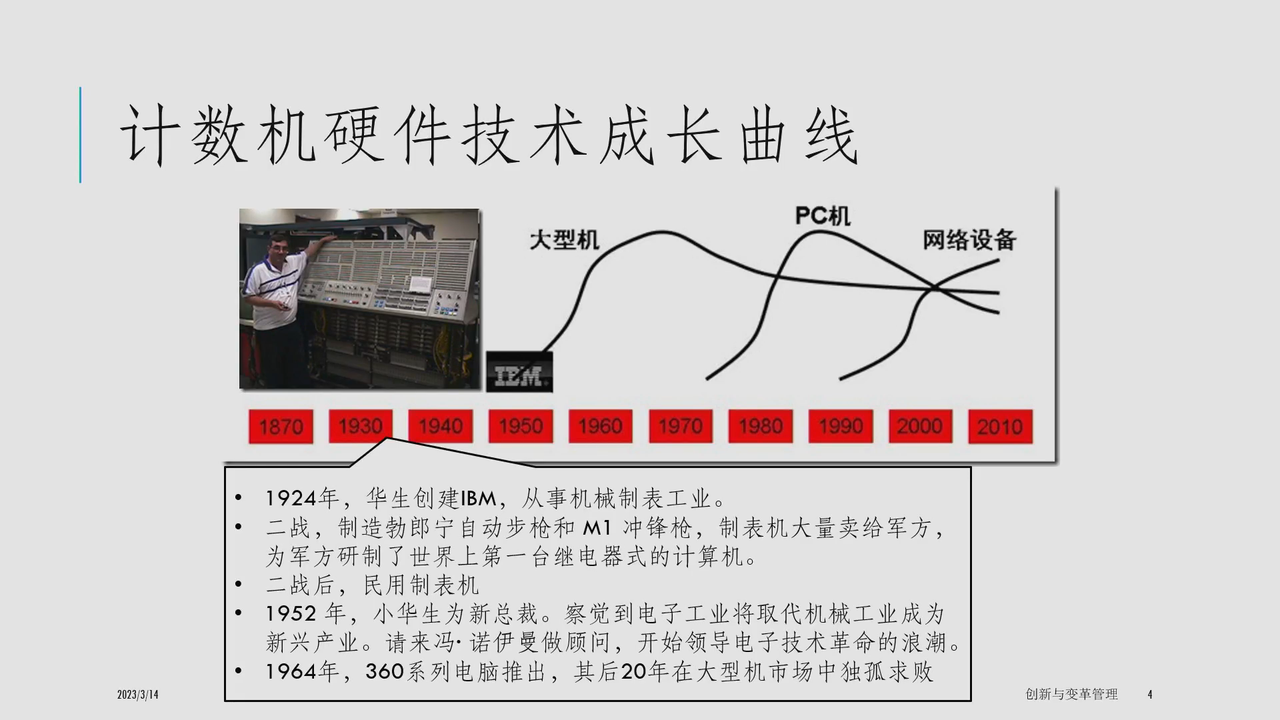 计数机硬件技术成长曲线
大型机
PC机
网络设备
IBM
1870 1930 1940 1950 1960 1970 1980 1990 2000 2010
• 1924年，华生创建IBM，从事机械制表工业。
• 二战，制造勃郎宁自动步枪和 M1 冲锋枪，制表机大量卖给军方，
为军方研制了世界上第一台继电器式的计算机。
• 二战后，民用制表机
• 1952 年，小华生为新总裁。察觉到电子工业将取代机械工业成为
新兴产业。请来冯·诺伊曼做顾问，开始领导电子技术革命的浪潮。
• 1964年，360系列电脑推出，其后20年在大型机市场中独孤求败
2023/3/14
创新与变革管理
4